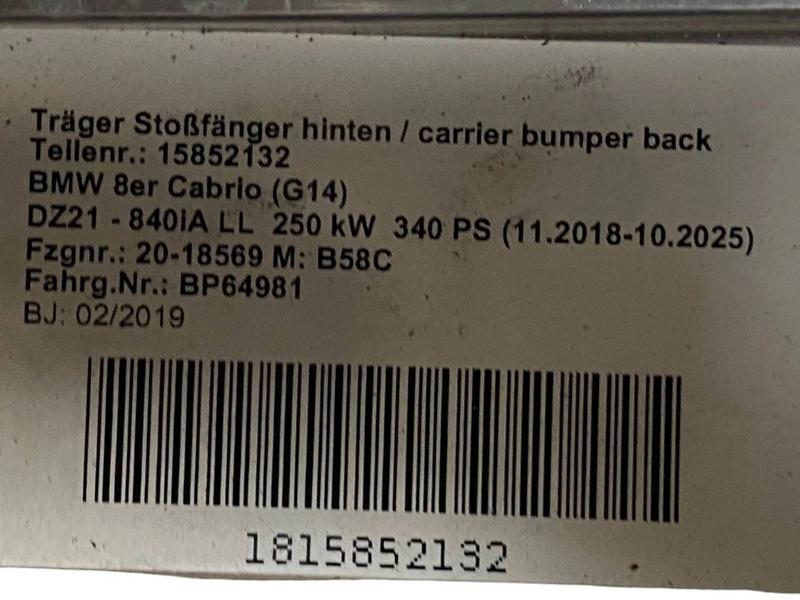 Träger Stoßfänger hinten / carrier bumper back
Teilenr.: 15852132
BMW 8er Cabrio (G14)
DZ21 - 840iA LL 250 kW 340 PS (11.2018-10.2025)
Fzgnr.: 20-18569 M: B58C
Fahrg.Nr.: BP64981
BJ: 02/2019
1815852132